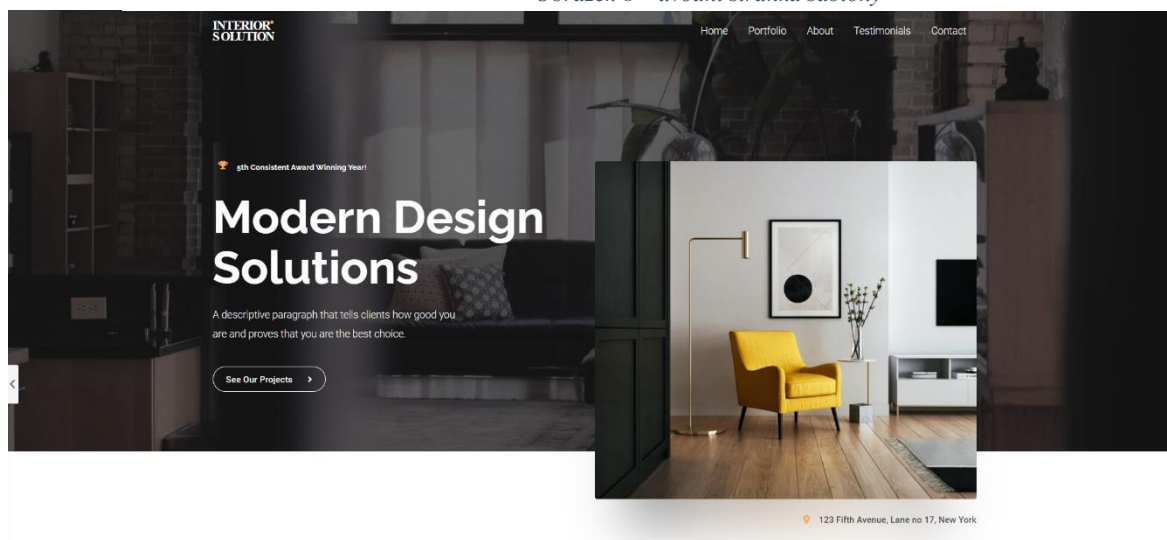 INTERIOR
SOLUTION
Home Portfolio About Testimonials Contact
5th Consistent Award Winning Year!
Modern Design
Solutions
A descriptive paragraph that tells clients how good you
are and proves that you are the best choice.
See Our Projects
123 Fifth Avenue, Lane no 17, New York